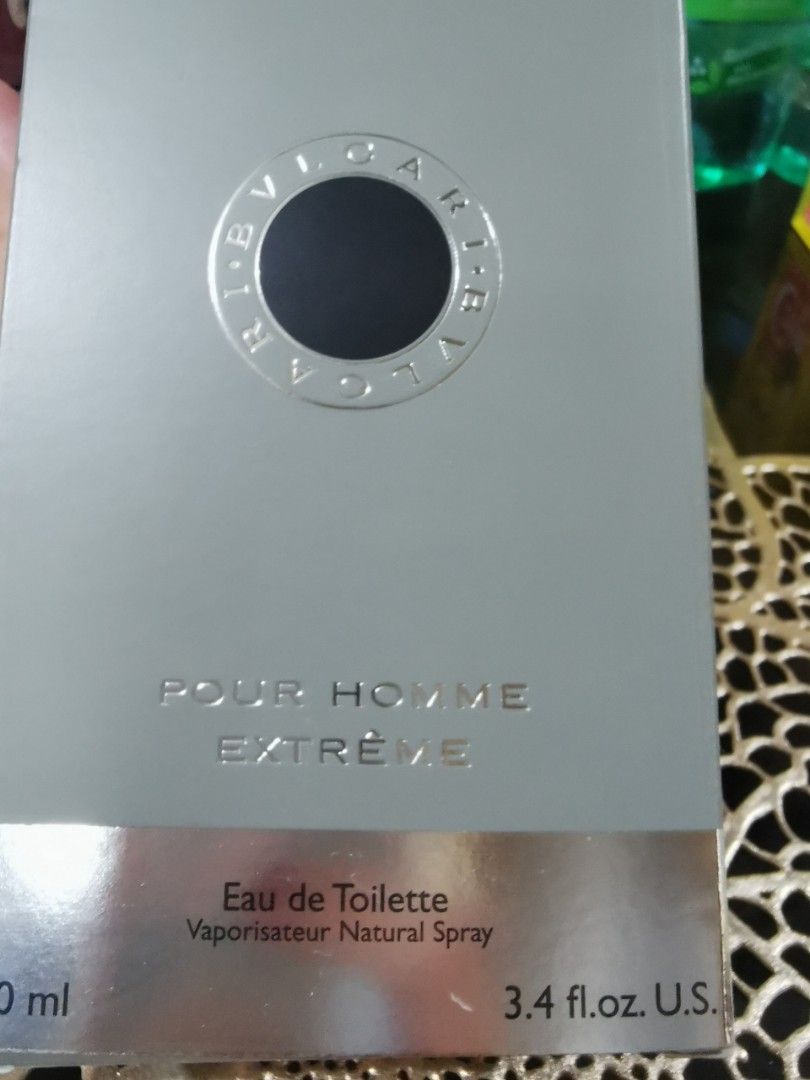 BVLGARI · BVLGARI ·
POUR HOMME
EXTRÊME
Eau de Toilette
Vaporisateur Natural Spray
0 ml
3.4 fl.oz. U.S.